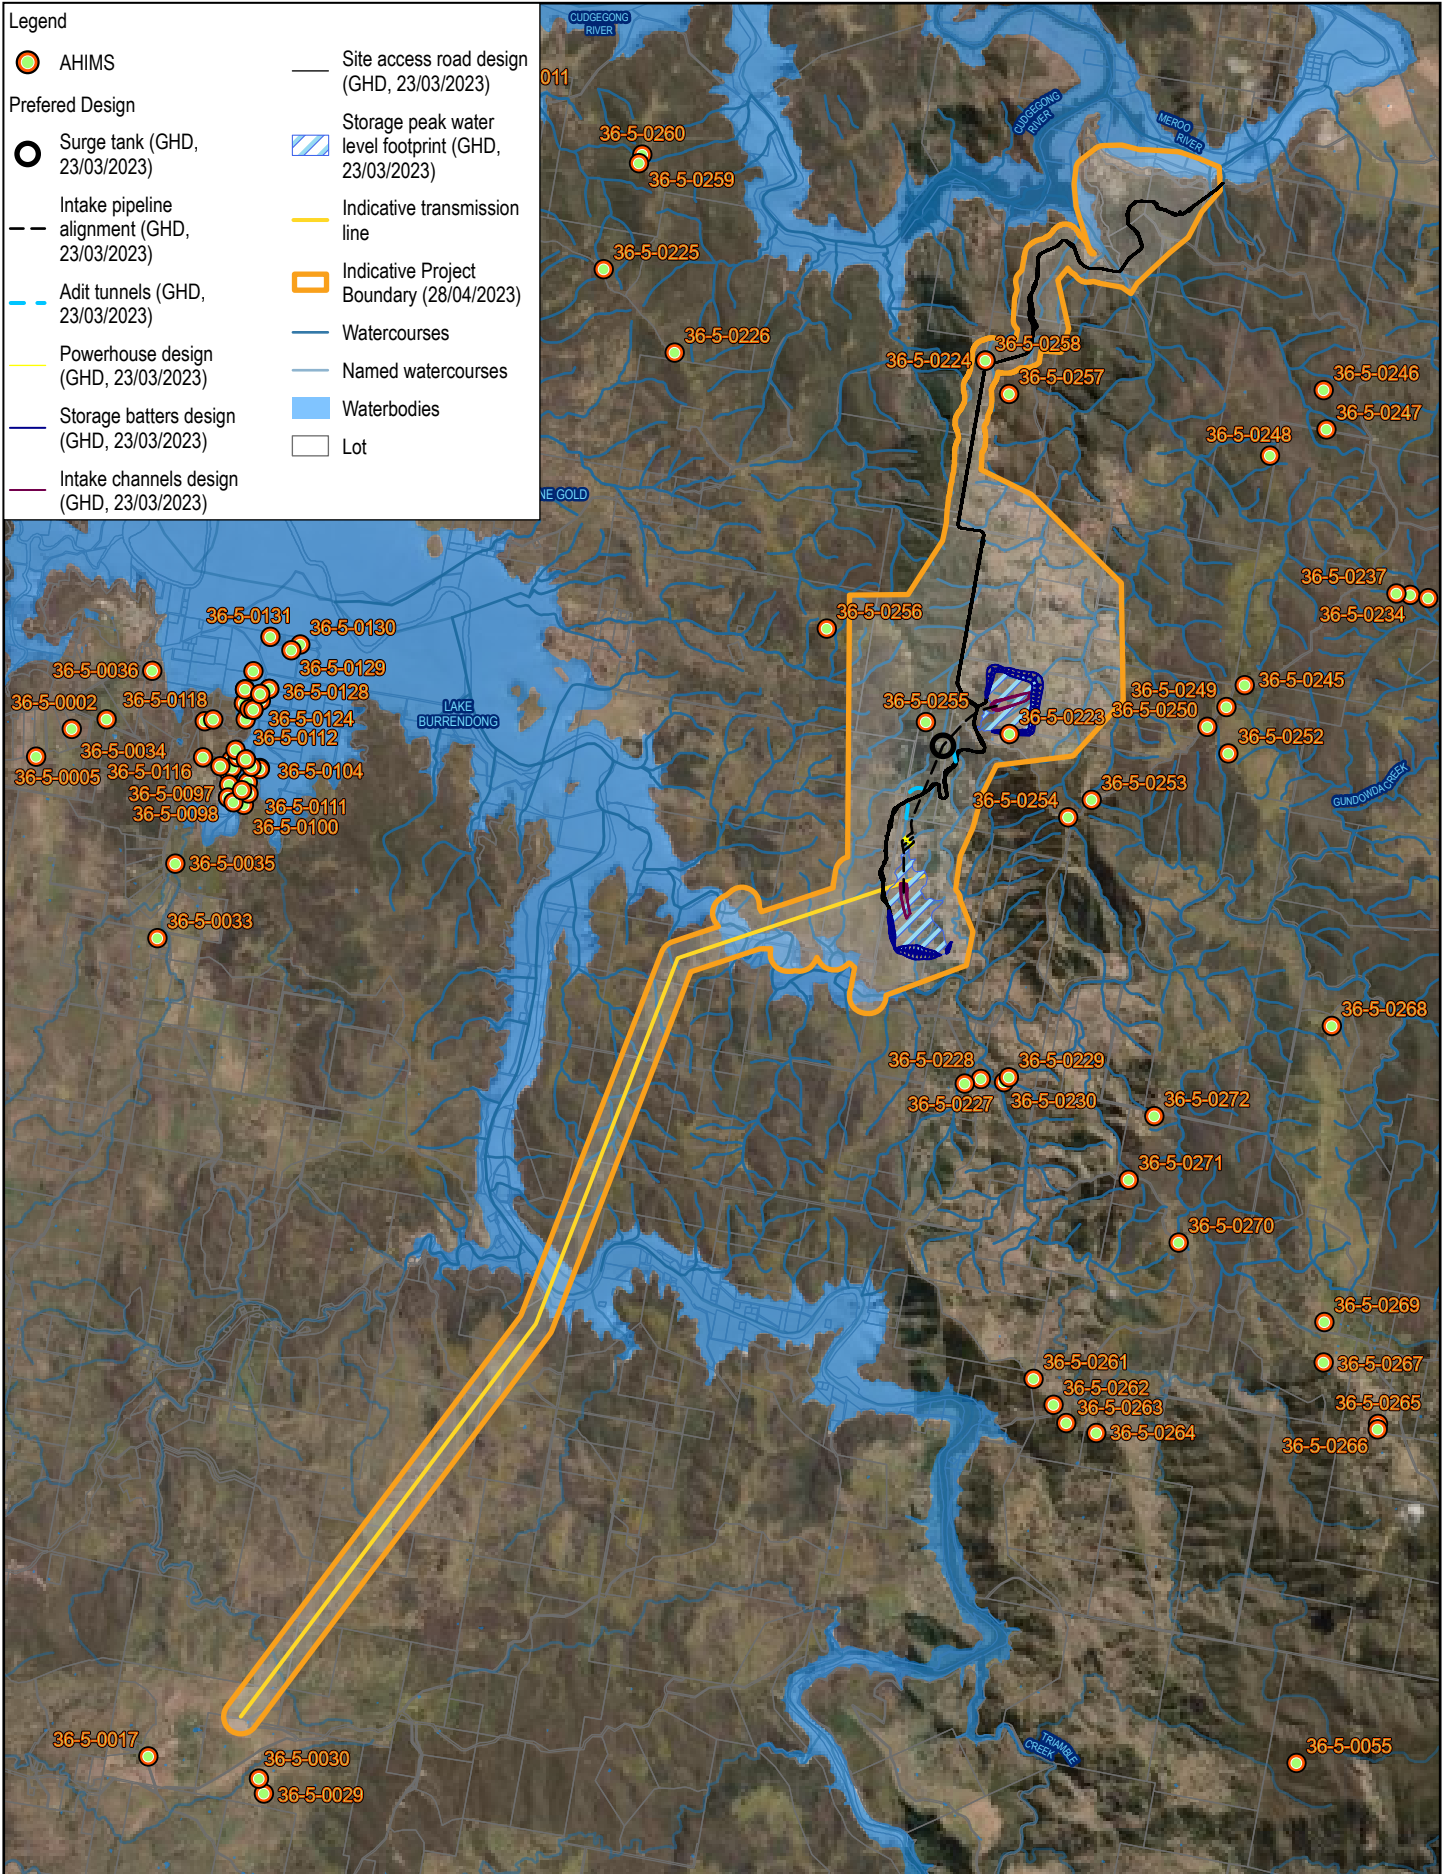 Legend
AHIMS
Prefered Design
Surge tank (GHD,
23/03/2023)
Intake pipeline
alignment (GHD,
23/03/2023)
Adit tunnels (GHD,
23/03/2023)
Powerhouse design
(GHD, 23/03/2023)
Storage batters design
(GHD, 23/03/2023)
Intake channels design
(GHD, 23/03/2023)
Site access road design
(GHD, 23/03/2023)
Storage peak water
level footprint (GHD,
23/03/2023)
Indicative transmission
line
Indicative Project
Boundary (28/04/2023)
Watercourses
Named watercourses
Waterbodies
Lot
CUDGEGONG
RIVER
011
36-5-0260
36-5-0259
CUDGEGONG
RIVER
MEROO
RIVER
36-5-0225
36-5-0226
36-5-0224
36-5-0258
36-5-0257
36-5-0246
36-5-0247
36-5-0248
NE GOLD
36-5-0237
36-5-0234
36-5-0256
36-5-0131
36-5-0130
36-5-0129
36-5-0036
36-5-0128
36-5-0002
36-5-0118
36-5-0124
36-5-0112
36-5-0034
36-5-0005
36-5-0116
36-5-0104
36-5-0097
36-5-0098
36-5-0111
36-5-0100
36-5-0035
36-5-0033
LAKE
BURRENDONG
36-5-0255
36-5-0223
36-5-0249
36-5-0250
36-5-0245
36-5-0252
36-5-0253
36-5-0254
GUNDOWDA CREEK
36-5-0268
36-5-0228
36-5-0229
36-5-0227
36-5-0230
36-5-0272
36-5-0271
36-5-0270
36-5-0269
36-5-0267
36-5-0261
36-5-0262
36-5-0263
36-5-0264
36-5-0265
36-5-0266
36-5-0017
36-5-0030
36-5-0029
TRIAMBLE
CREEK
36-5-0055